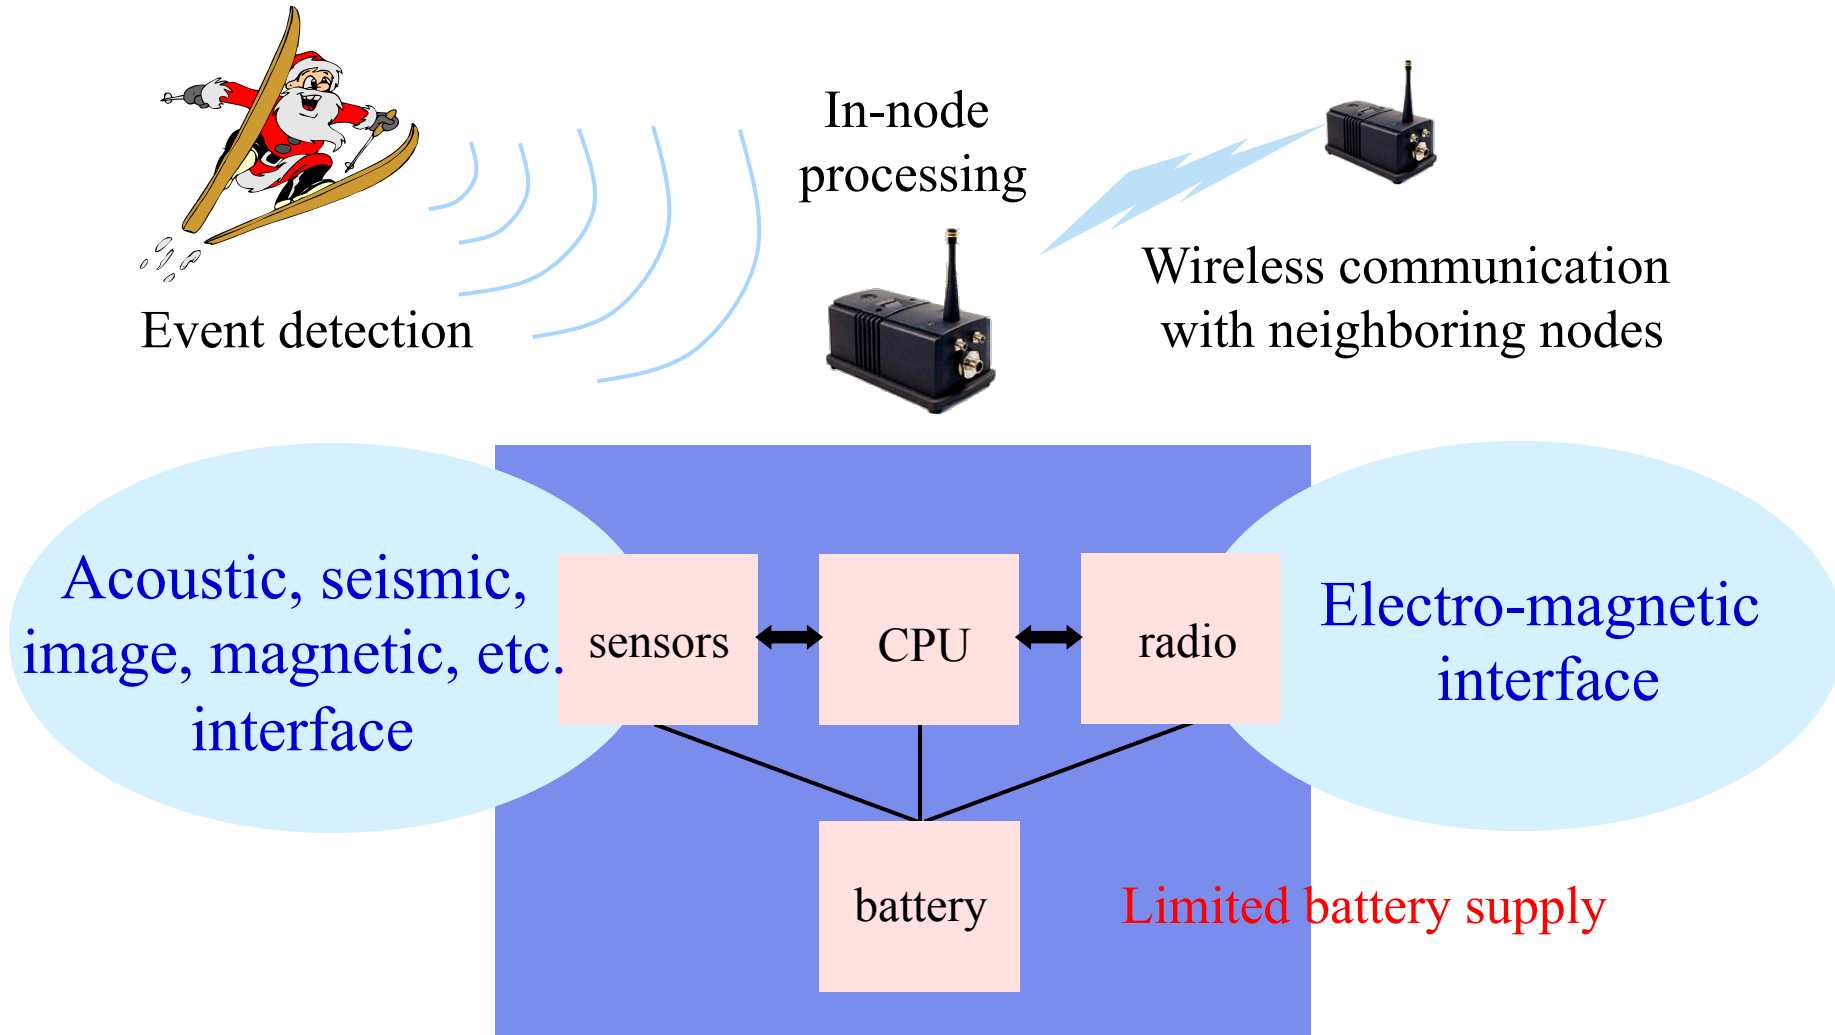 In-node
processing
Event detection
Wireless communication
with neighboring nodes
Acoustic, seismic,
image, magnetic, etc.
interface
sensors
CPU
radio
Electro-magnetic
interface
battery
Limited battery supply